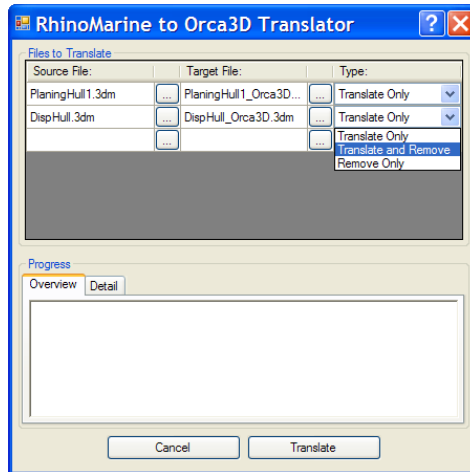 RhinoMarine to Orca3D Translator
Files to Translate
Source File: Target File: Type:
PlaningHull1.3dm ... PlaningHull1_Orca3D... ... Translate Only
DispHull.3dm ... DispHull_Orca3D.3dm ... Translate Only
... ... Translate Only
Translate and Remove
Remove Only
Progress
Overview Detail
Cancel Translate